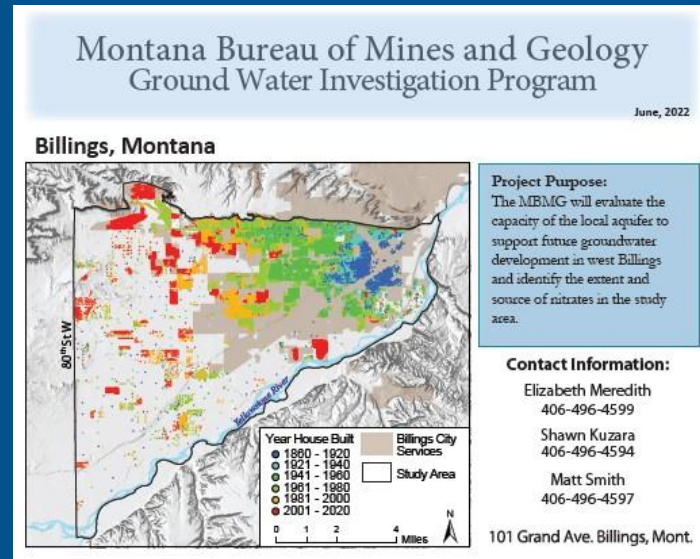 Montana Bureau of Mines and Geology
Ground Water Investigation Program
June, 2022
Billings, Montana
80th St W
Yellowstone River
Year House Built
1860 - 1920
1921 - 1940
1941 - 1960
1961 - 1980
1981 - 2000
2001 - 2020
Billings City
Services
Study Area
0 1 2 4
Miles
N
Project Purpose:
The MBMG will evaluate the
capacity of the local aquifer to
support future groundwater
development in west Billings
and identify the extent and
source of nitrates in the study
area.
Contact Information:
Elizabeth Meredith
406-496-4599
Shawn Kuzara
406-496-4594
Matt Smith
406-496-4597
101 Grand Ave. Billings, Mont.